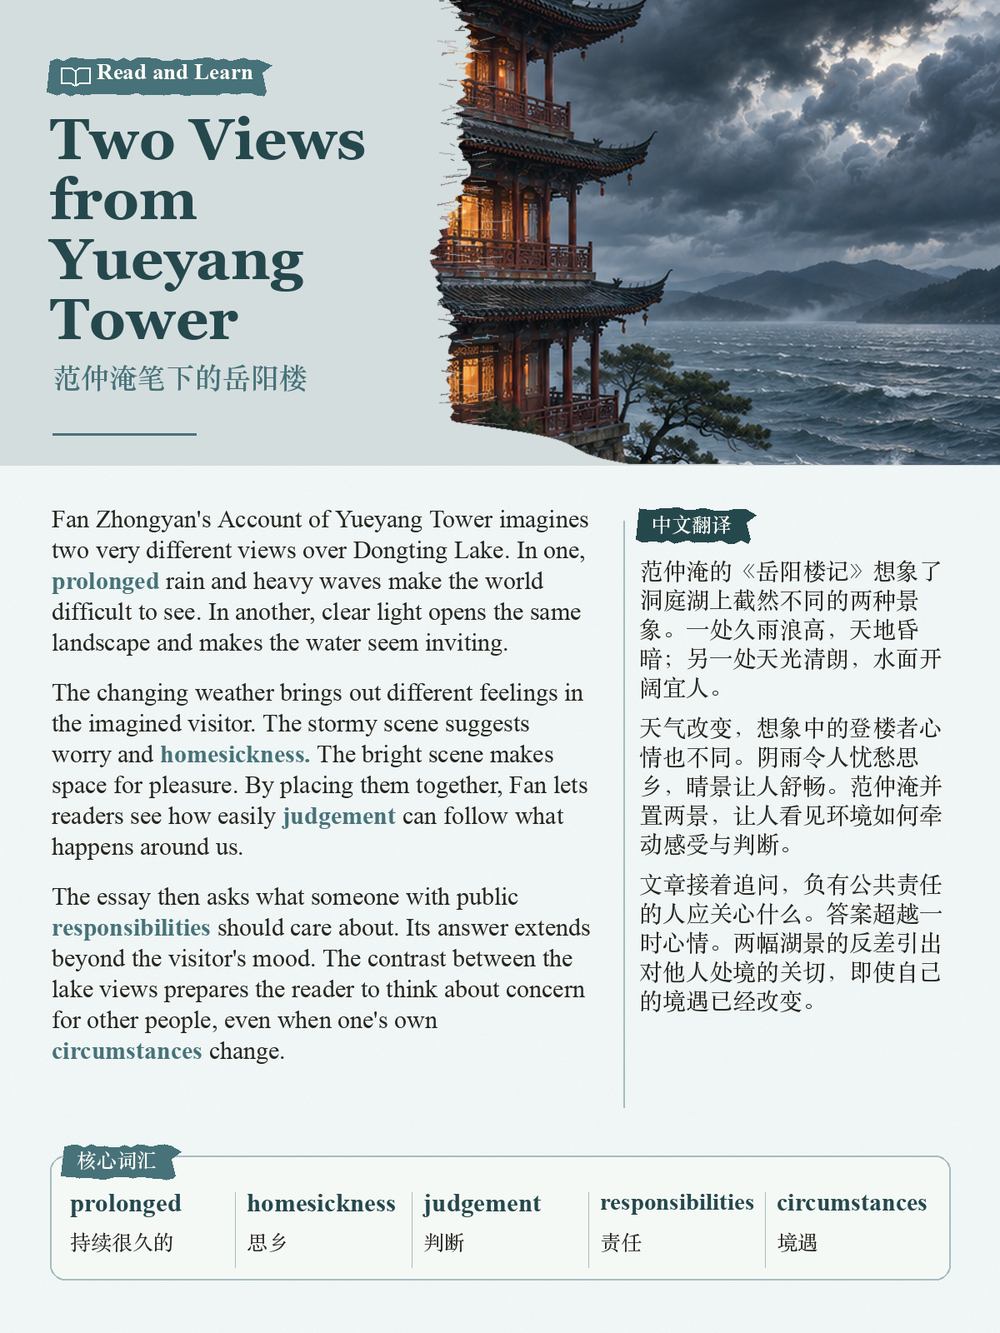 Read and Learn
Two Views
from
Yueyang
Tower
范仲淹笔下的岳阳楼
Fan Zhongyan's Account of Yueyang Tower imagines
two very different views over Dongting Lake. In one,
prolonged rain and heavy waves make the world
difficult to see. In another, clear light opens the same
landscape and makes the water seem inviting.
The changing weather brings out different feelings in
the imagined visitor. The stormy scene suggests
worry and homesickness. The bright scene makes
space for pleasure. By placing them together, Fan lets
readers see how easily judgement can follow what
happens around us.
The essay then asks what someone with public
responsibilities should care about. Its answer extends
beyond the visitor's mood. The contrast between the
lake views prepares the reader to think about concern
for other people, even when one's own
circumstances change.
中文翻译
范仲淹的《岳阳楼记》想象了
洞庭湖上截然不同的两种景
象。一处久雨浪高，天地昏
暗；另一处天光清朗，水面开
阔宜人。
天气改变，想象中的登楼者心
情也不同。阴雨令人忧愁思
乡，晴景让人舒畅。范仲淹并
置两景，让人看见环境如何牵
动感受与判断。
文章接着追问，负有公共责任
的人应关心什么。答案超越一
时心情。两幅湖景的反差引出
对他人处境的关切，即使自己
的境遇已经改变。
核心词汇
prolonged
持续很久的
homesickness
思乡
judgement
判断
responsibilities
责任
circumstances
境遇